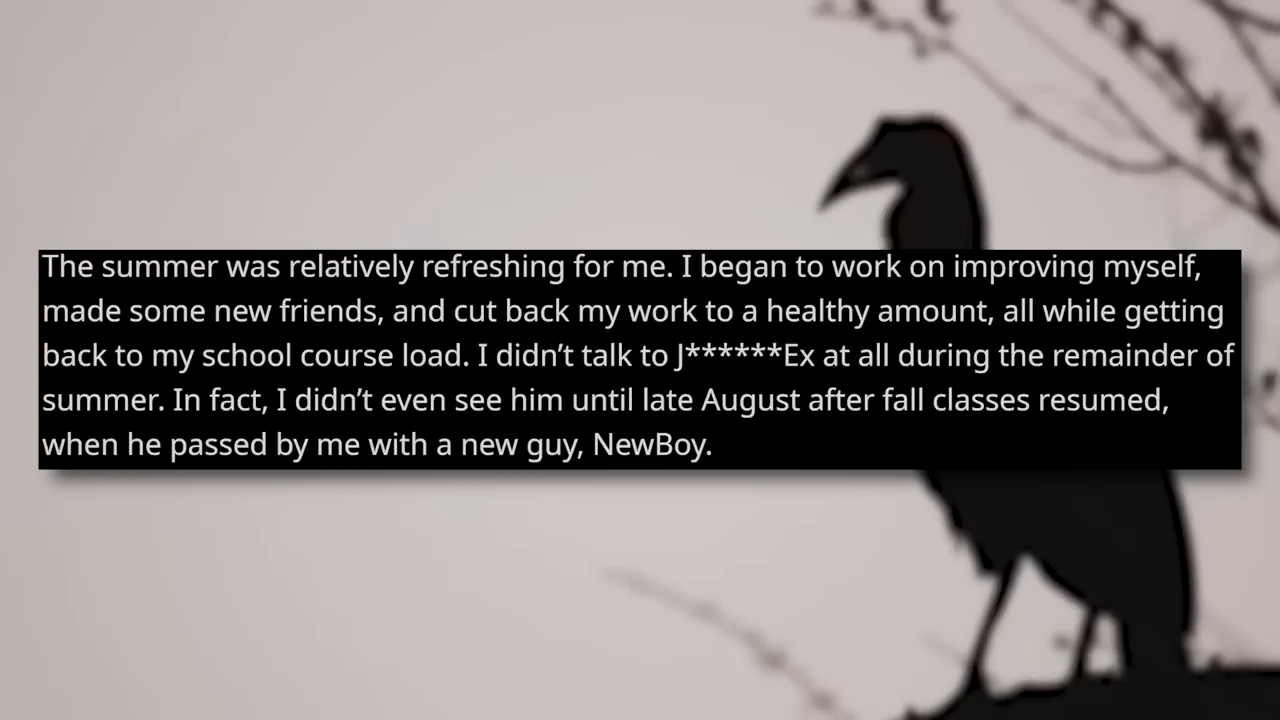 The summer was relatively refreshing for me. I began to work on improving myself,
made some new friends, and cut back my work to a healthy amount, all while getting
back to my school course load. I didn’t talk to J******Ex at all during the remainder of
summer. In fact, I didn’t even see him until late August after fall classes resumed,
when he passed by me with a new guy, NewBoy.